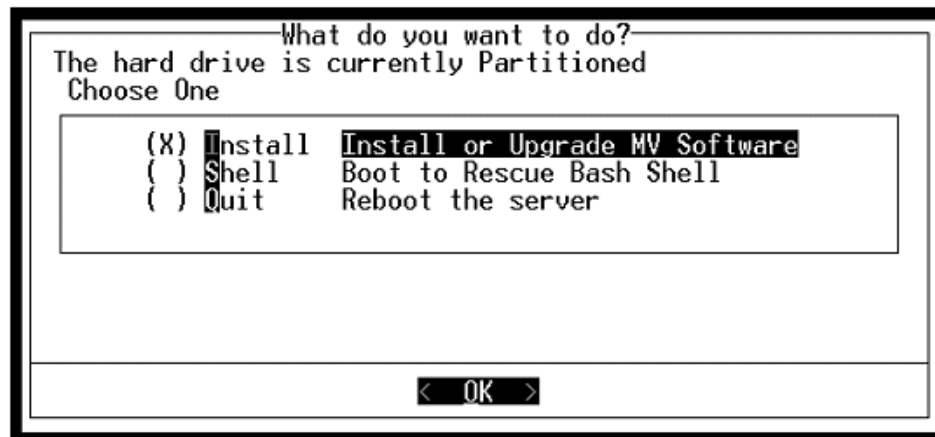 What do you want to do?
The hard drive is currently Partitioned
Choose One
(X) Install Install or Upgrade MV Software
( ) Shell Boot to Rescue Bash Shell
( ) Quit Reboot the server
< OK >